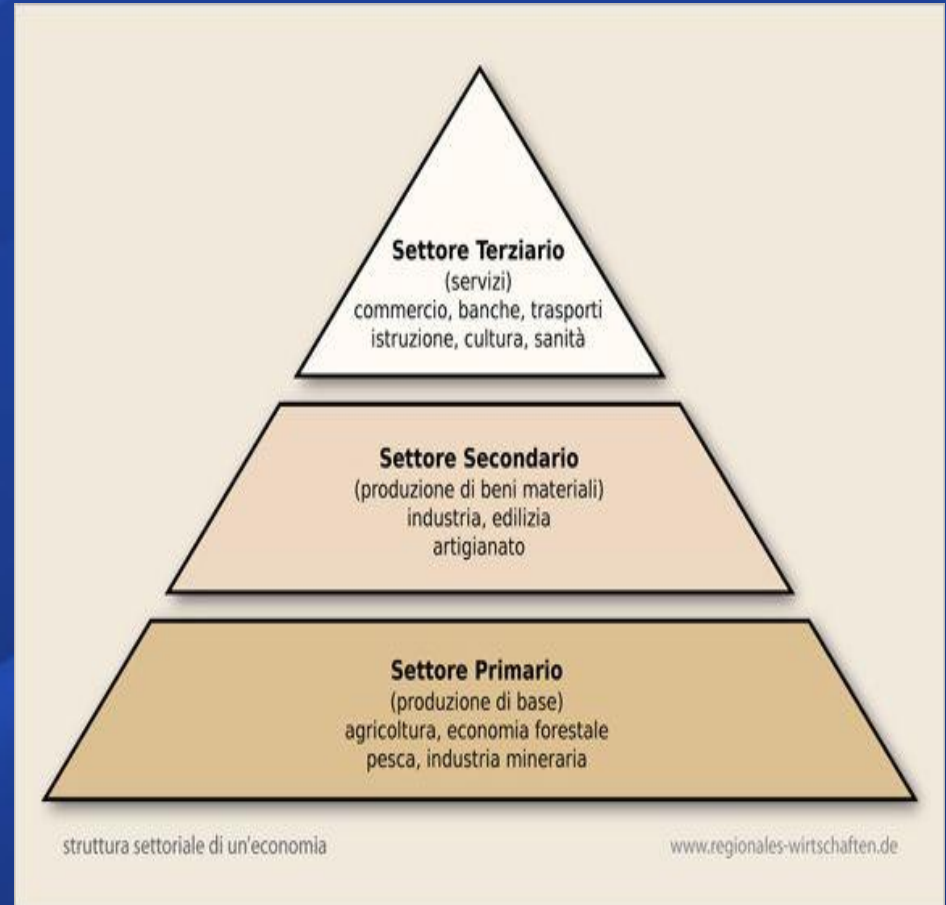 Settore Terziario
(servizi)
commercio, banche, trasporti
istruzione, cultura, sanità
Settore Secondario
(produzione di beni materiali)
industria, edilizia
artigianato
Settore Primario
(produzione di base)
agricoltura, economia forestale
pesca, industria mineraria
struttura settoriale di un'economia
www.regionales-wirtschaften.de